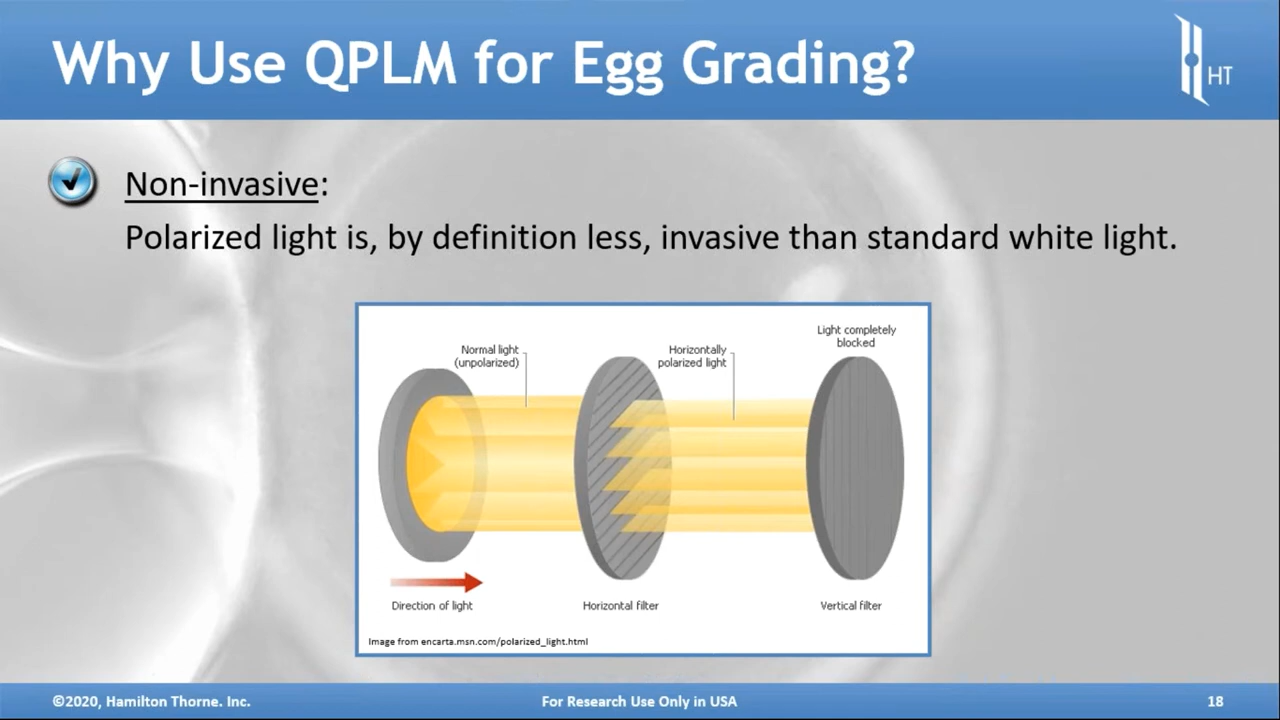 Why Use QPLM for Egg Grading?
HT
Non-invasive:
Polarized light is, by definition less, invasive than standard white light.
Light completely
blocked
Normal light
(unpolarized)
Horizontally
polarized light
Direction of light
Horizontal filter
Vertical filter
Image from encarta.msn.com/polarized_light.html
©2020, Hamilton Thorne. Inc.
For Research Use Only in USA
18